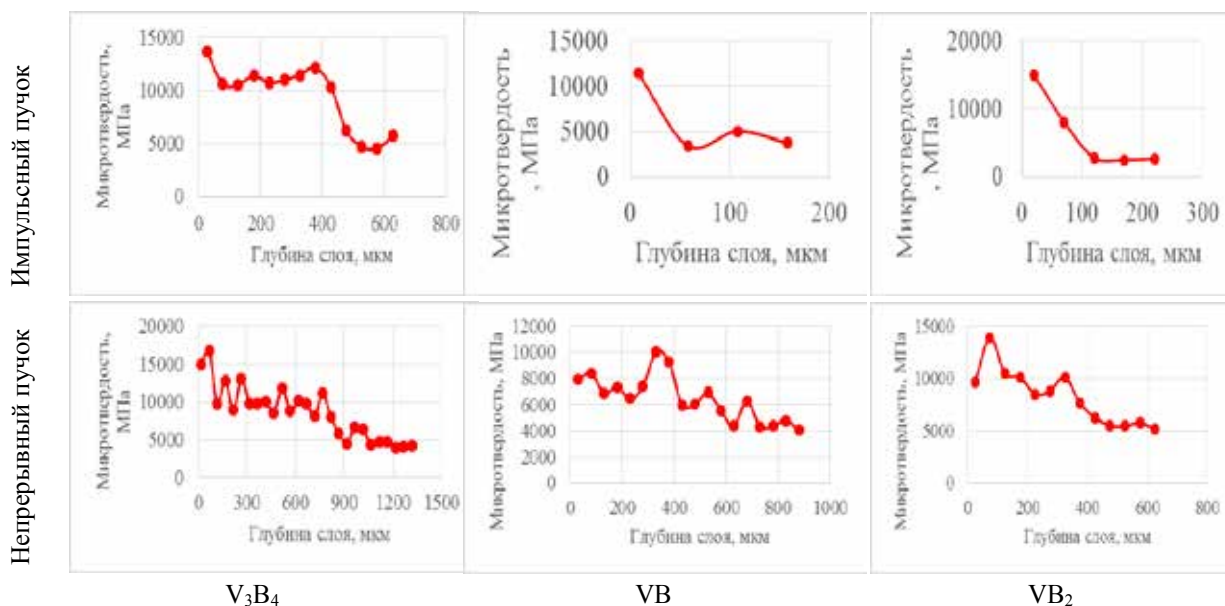 Импульсный пучок
Микротвердость,
МПа
15000
10000
5000
0
0 200 400 600 800
Глубина слоя, мкм
Микротвердость
, МПа
15000
10000
5000
0
0 100 200
Глубина слоя, мкм
Микротвердость
, МПа
20000
10000
0
0 100 200 300
Глубина слоя, мкм
Непрерывный пучок
Микротвердость,
МПа
20000
15000
10000
5000
0
0 300 600 900 1200 1500
Глубина слоя, мкм
Микротвердость, МПа
12000
10000
8000
6000
4000
2000
0
0 200 400 600 800 1000
Глубина слоя, мкм
Микротвердость, МПа
15000
10000
5000
0
0 200 400 600 800
Глубина слоя, мкм
V₃B₄ VB VB₂